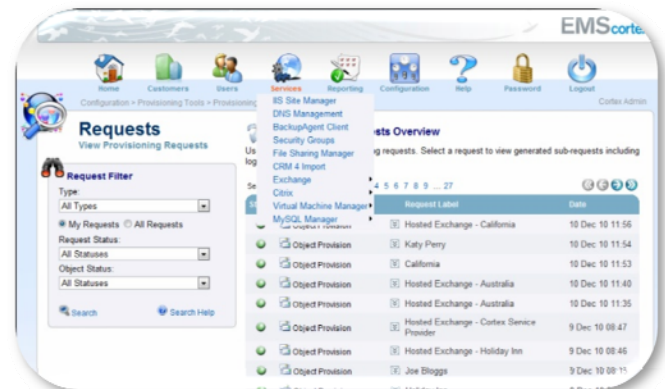 EMScorte
Home Customers Users Services Reporting Configuration Help Password Logout
Configuration » Provisioning Tools » Provisioning
Cortex Admin
IIS Site Manager
DNS Management
BackupAgent Client
Security Groups
File Sharing Manager
CRM 4 Import
Exchange
Citrix
Virtual Machine Manager
MySQL Manager
Requests
View Provisioning Requests
Request Filter
Type:
All Types
My Requests All Requests
Request Status:
All Statuses
Object Status:
All Statuses
Search Search Help
sts Overview
ng requests. Select a request to view generated sub-requests including
log
4 5 6 7 8 9 ... 27
Request Label Date
Object Provision Hosted Exchange - California 10 Dec 10 11:56
Object Provision Katy Perry 10 Dec 10 11:54
Object Provision California 10 Dec 10 11:53
Object Provision Hosted Exchange - Australia 10 Dec 10 11:40
Object Provision Hosted Exchange - Australia 10 Dec 10 11:35
Object Provision Hosted Exchange - Cortex Service Provider 9 Dec 10 08:47
Object Provision Hosted Exchange - Holiday Inn 9 Dec 10 08:46
Object Provision Joe Bloggs 9 Dec 10 08:15